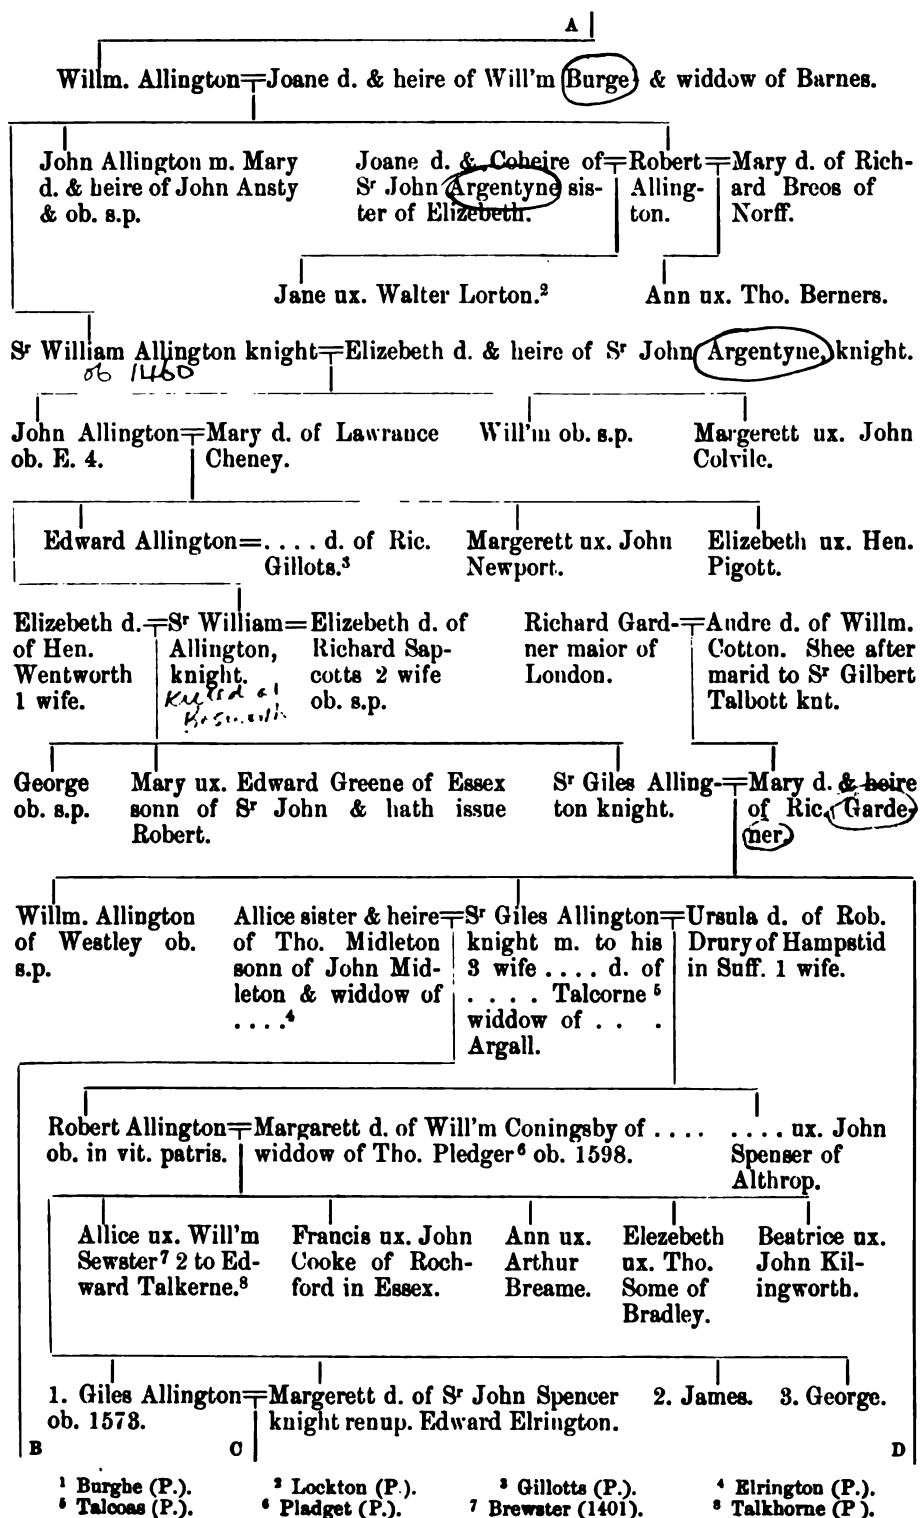 A
Willm. Allington=Joane d. & heire of Will'm Burge & widdow of Barnes.
John Allington m. Mary
d. & heire of John Ansty
& ob. s.p.
Joane d. & Coheire of
Sr John Argentyne sis-
ter of Elizebeth.
=Robert=
Alling-
ton.
Mary d. of Rich-
ard Breos of
Norff.
Jane ux. Walter Lorton.²
Ann ux. Tho. Berners.
Sr William Allington knight=Elizebeth d. & heire of Sr John Argentyne, knight.
ob 1460
John Allington=
ob. E. 4.
Mary d. of Lawrance
Cheney.
Will'm ob. s.p.
Margerett ux. John
Colvile.
Edward Allington=. . . . d. of Ric.
Gillots.³
Margerett ux. John
Newport.
Elizebeth ux. Hen.
Pigott.
Elizebeth d.
of Hen.
Wentworth
1 wife.
=Sr William=
Allington,
knight.
Killed at
Elizebeth d. of
Richard Sap-
cotts 2 wife
ob. s.p.
Richard Gard-
ner maior of
London.
=Andre d. of Willm.
Cotton. Shee after
marid to Sr Gilbert
Talbott knt.
George
ob. s.p.
Mary ux. Edward Greene of Essex
sonn of Sr John & hath issue
Robert.
Sr Giles Alling-
ton knight.
=Mary d. & heire
of Ric. Garde-
ner.
Willm. Allington
of Westley ob.
s.p.
Allice sister & heire
of Tho. Midleton
sonn of John Mid-
leton & widdow of
. . . .⁴
=Sr Giles Allington=
knight m. to his
3 wife . . . . d. of
. . . . Talcorne⁵
widdow of . . .
Argall.
Ursula d. of Rob.
Drury of Hampstid
in Suff. 1 wife.
Robert Allington=
ob. in vit. patris.
Margarett d. of Will'm Coningsby of . . . .
widdow of Tho. Pledger⁶ ob. 1598.
. . . . ux. John
Spenser of
Althrop.
Allice ux. Will'm
Sewster⁷ 2 to Ed-
ward Talkerne.⁸
Francis ux. John
Cooke of Roch-
ford in Essex.
Ann ux.
Arthur
Breame.
Elezebeth
ux. Tho.
Some of
Bradley.
Beatrice ux.
John Kil-
ingworth.
1. Giles Allington=
ob. 1573.
Margerett d. of Sr John Spencer
knight renup. Edward Elrington.
2. James.
3. George.
B C D
¹ Burghe (P.). ² Lockton (P.). ³ Gillotts (P.). ⁴ Elrington (P.).
⁵ Talcoas (P.). ⁶ Pladget (P.). ⁷ Brewster (1401). ⁸ Talkhorne (P).